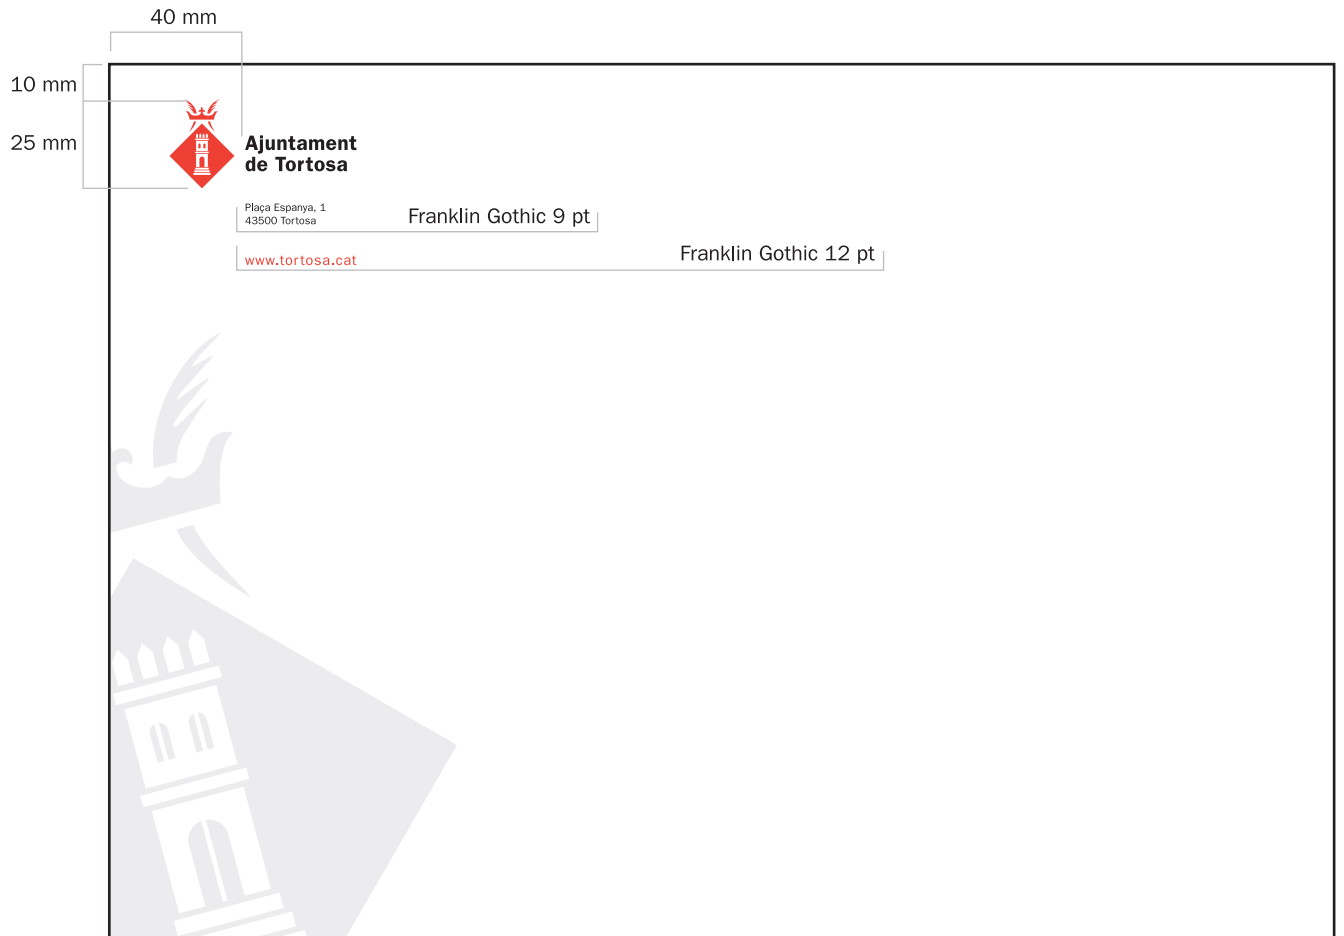 40 mm
10 mm
25 mm
Ajuntament
de Tortosa
Plaça Espanya, 1
43500 Tortosa
Franklin Gothic 9 pt
www.tortosa.cat
Franklin Gothic 12 pt